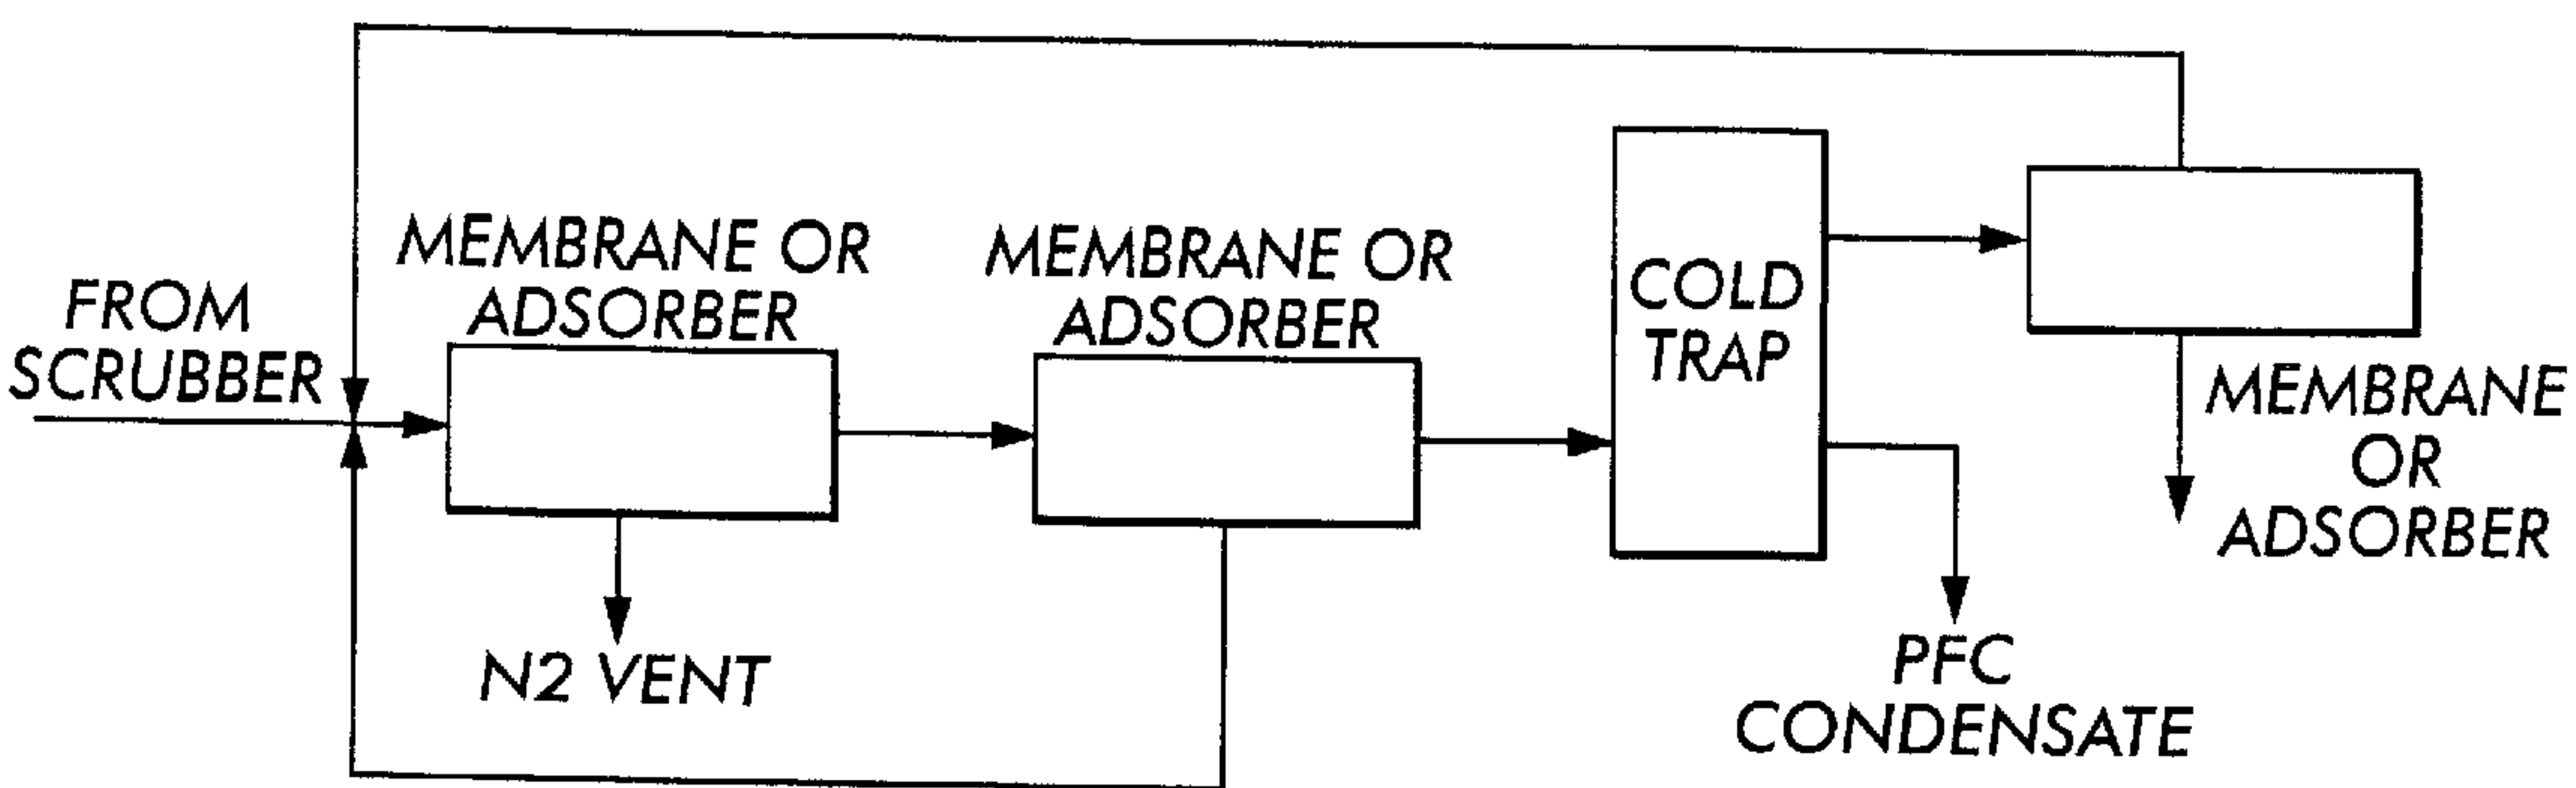 FROM
SCRUBBER
MEMBRANE OR
ADSORBER
N2 VENT
MEMBRANE OR
ADSORBER
COLD
TRAP
PFC
CONDENSATE
MEMBRANE
OR
ADSORBER